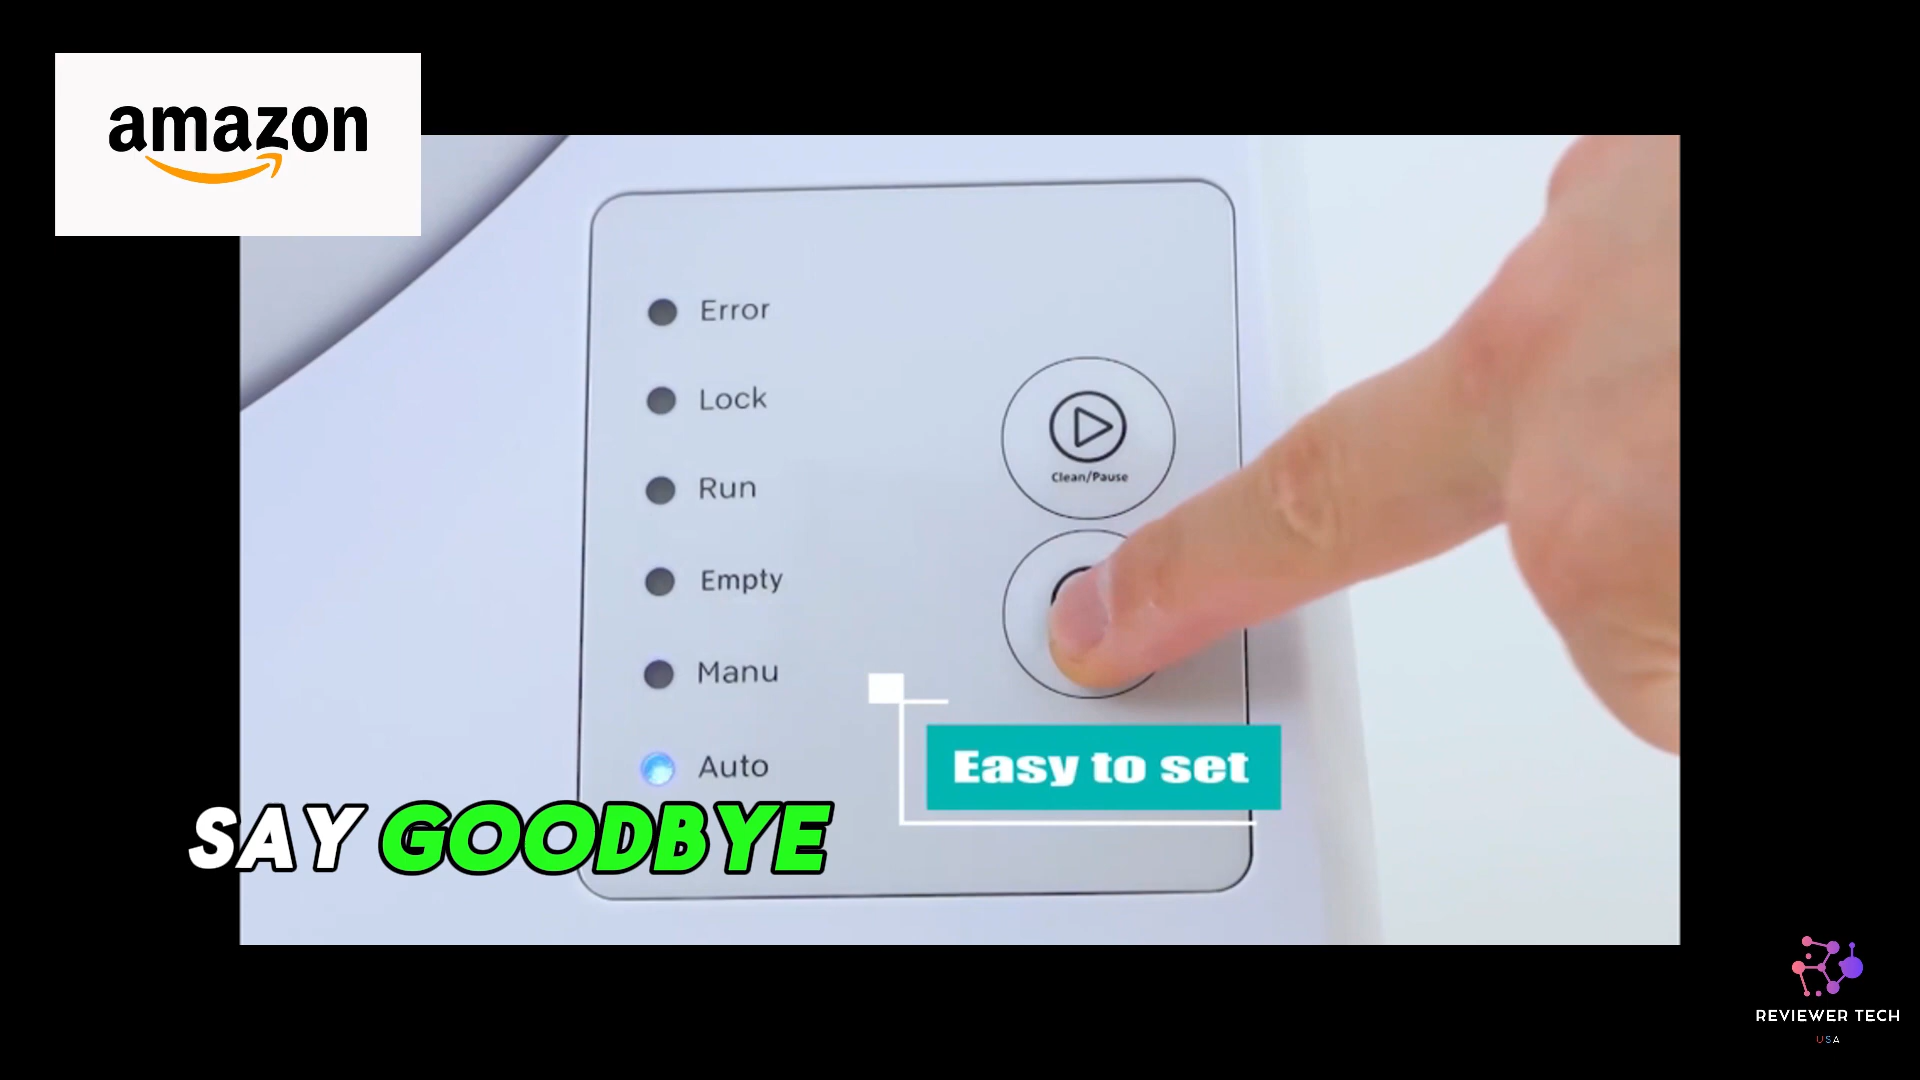 amazon
Error
Lock
Run
Empty
Manu
Auto
Clean/Pause
Easy to set
SAY GOODBYE
REVIEWER TECH
USA